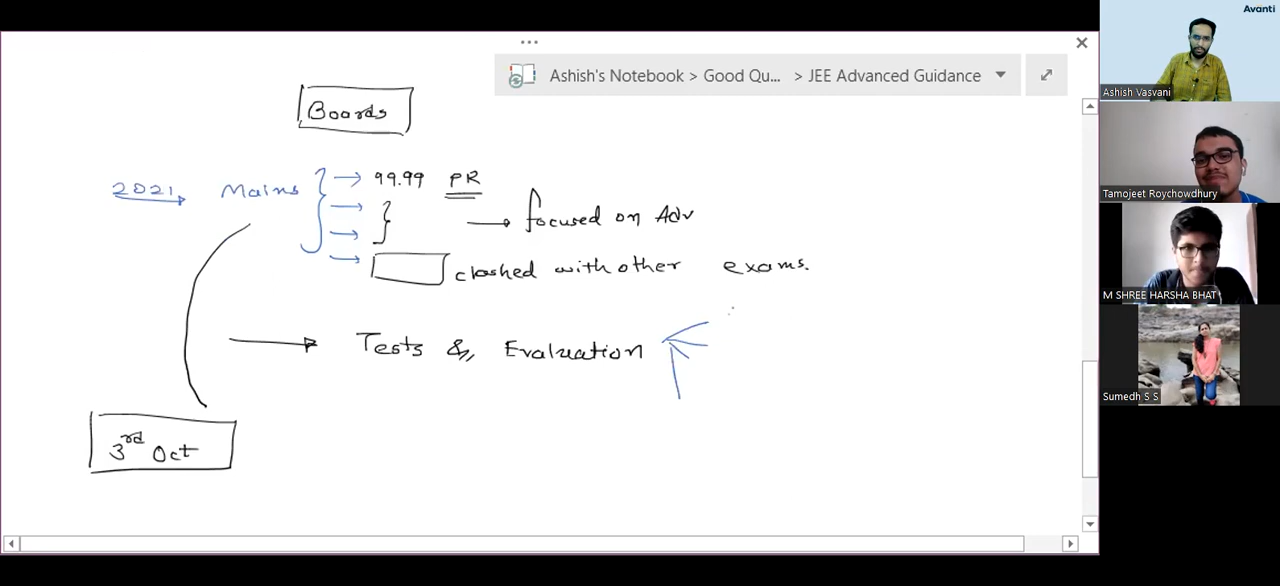 Avanti
Ashish's Notebook > Good Qu... > JEE Advanced Guidance
Boards
Ashish Vasvani
2021 Mains → 99.99 PR
→ focused on Adv
Tamojeet Roychowdhury
clashed with other exams.
M SHREE HARSHA BHAT
Tests & Evaluation
Sumedh S S
3rd Oct